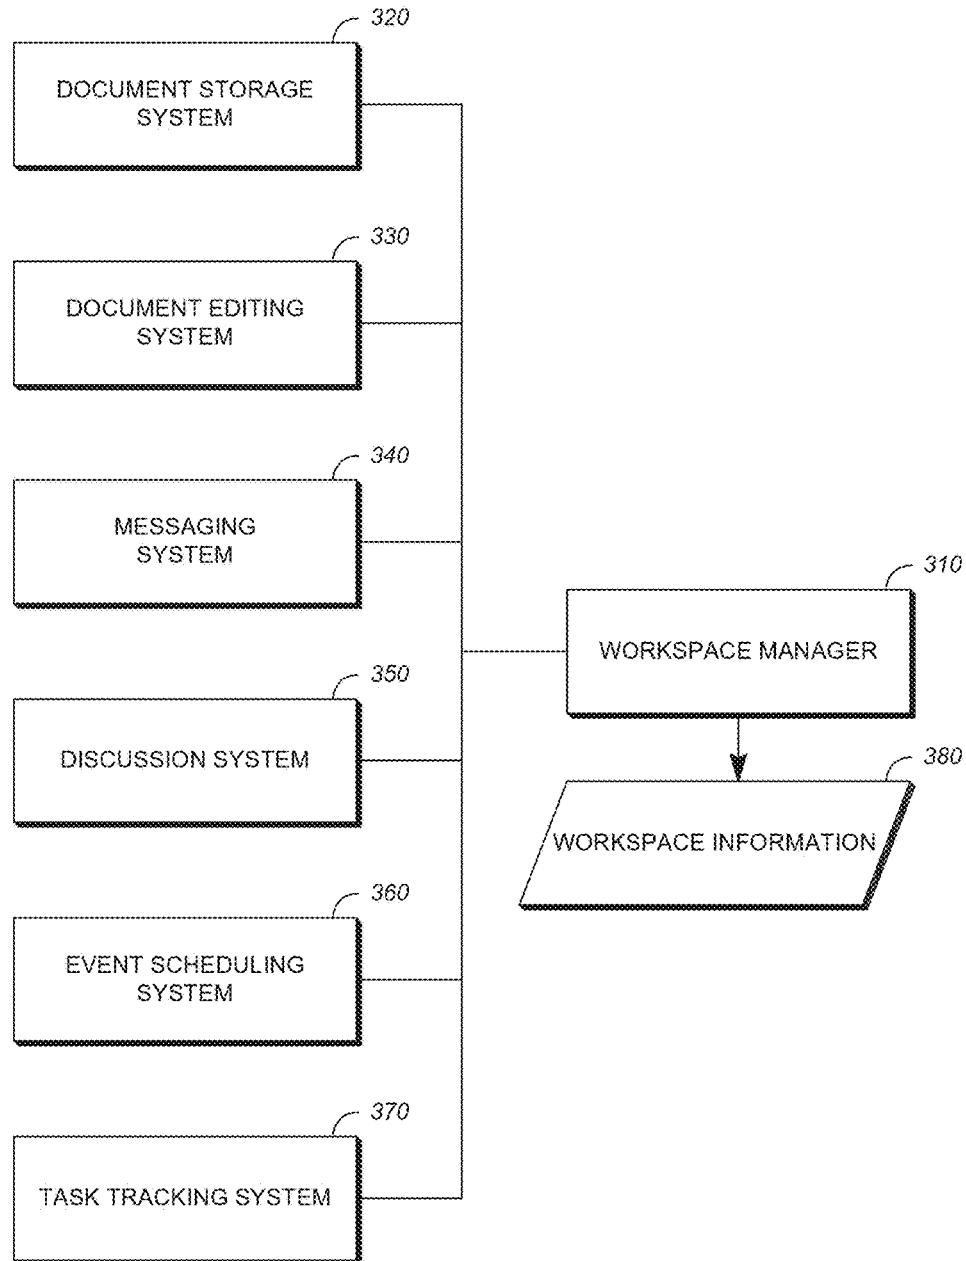 320
DOCUMENT STORAGE
SYSTEM
330
DOCUMENT EDITING
SYSTEM
340
MESSAGING
SYSTEM
310
WORKSPACE MANAGER
350
DISCUSSION SYSTEM
380
WORKSPACE INFORMATION
360
EVENT SCHEDULING
SYSTEM
370
TASK TRACKING SYSTEM